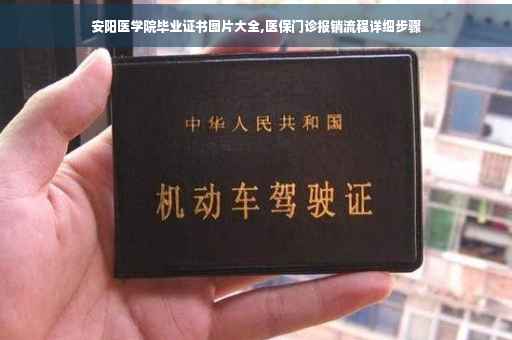 安阳医学院毕业证书图片大全,医保门诊报销流程详细步骤
中华人民共和国
机动车驾驶证